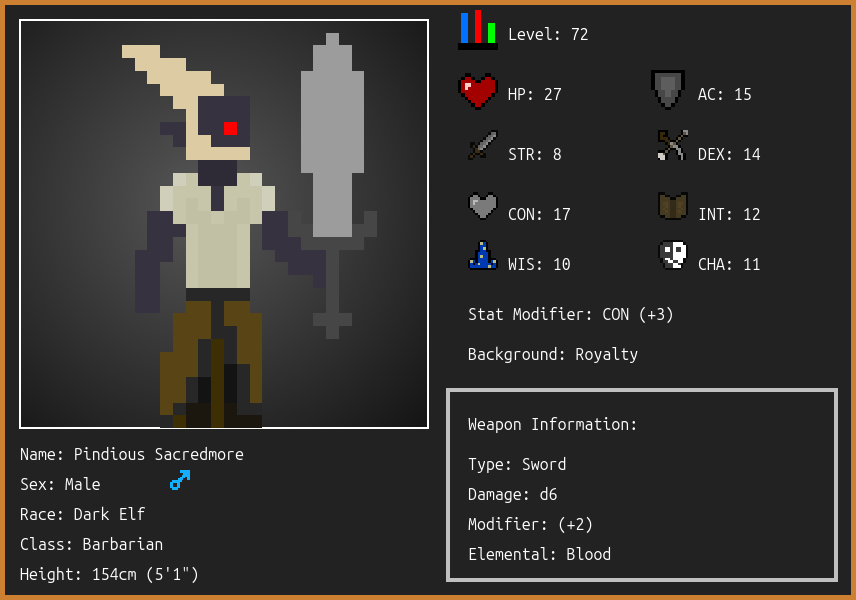 Level: 72
HP: 27
AC: 15
STR: 8
DEX: 14
CON: 17
INT: 12
WIS: 10
CHA: 11
Stat Modifier: CON (+3)
Background: Royalty
Weapon Information:
Type: Sword
Damage: d6
Modifier: (+2)
Elemental: Blood
Name: Pindious Sacredmore
Sex: Male
Race: Dark Elf
Class: Barbarian
Height: 154cm (5'1")